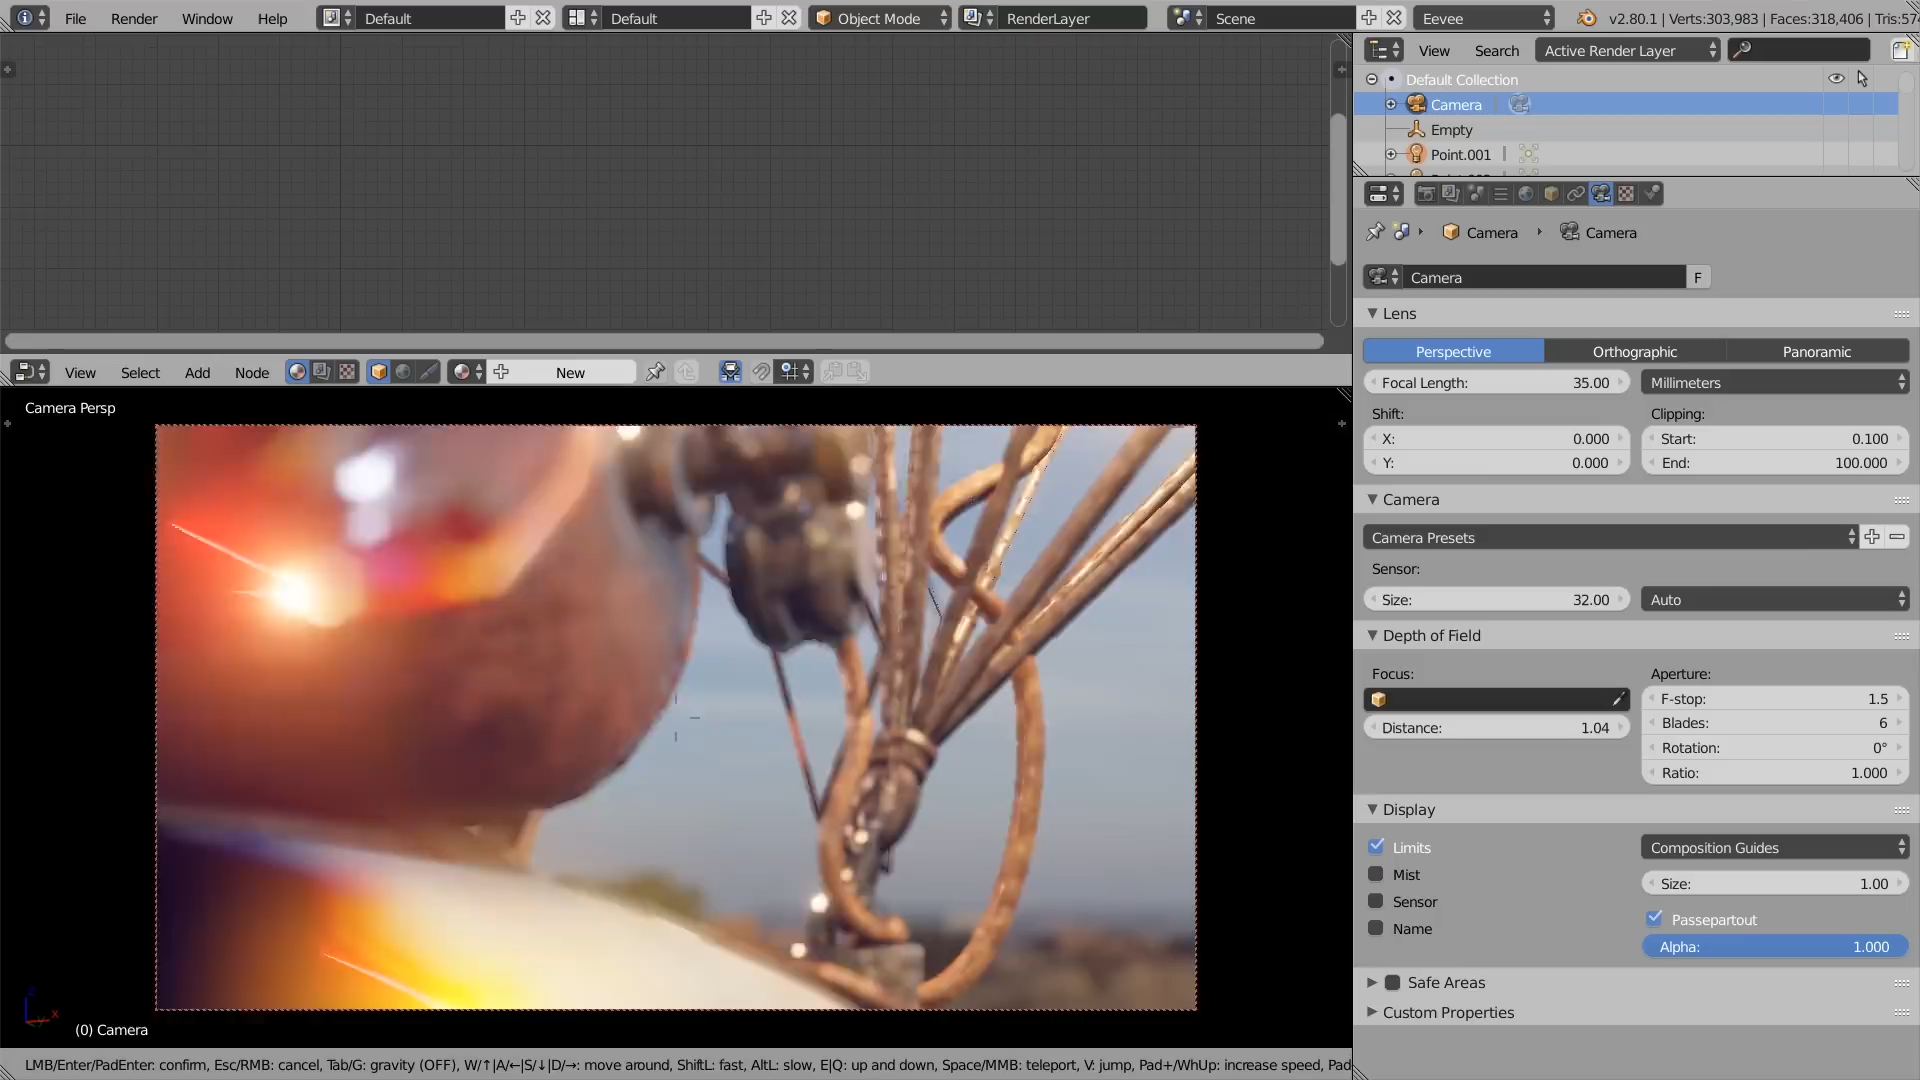 File Render Window Help Default Default Object Mode RenderLayer Scene Eevee v2.80.1 | Verts:303,983 | Faces:318,406 | Tris:574
View Search Active Render Layer
Default Collection
Camera
Empty
Point.001
Camera Camera
Camera F
Lens
Perspective Orthographic Panoramic
Focal Length: 35.00 Millimeters
Shift: Clipping:
X: 0.000 Start: 0.100
Y: 0.000 End: 100.000
Camera
Camera Presets
Sensor:
Size: 32.00 Auto
Depth of Field
Focus: Aperture:
F-stop: 1.5
Distance: 1.04 Blades: 6
Rotation: 0°
Ratio: 1.000
Display
Limits Composition Guides
Mist Size: 1.00
Sensor Passepartout
Name Alpha: 1.000
Safe Areas
Custom Properties
View Select Add Node New
Camera Persp
(0) Camera
LMB/Enter/PadEnter: confirm, Esc/RMB: cancel, Tab/G: gravity (OFF), W/↑|A/←|S/↓|D/→: move around, ShiftL: fast, AltL: slow, E|Q: up and down, Space/MMB: teleport, V: jump, Pad+/WhUp: increase speed, Pad